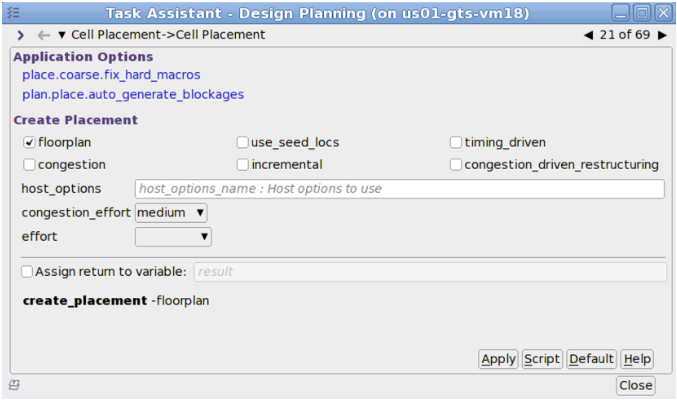 Task Assistant - Design Planning (on us01-gts-vm18)
Cell Placement->Cell Placement 21 of 69
Application Options
place.coarse.fix_hard_macros
plan.place.auto_generate_blockages
Create Placement
floorplan use_seed_locs timing_driven
congestion incremental congestion_driven_restructuring
host_options host_options_name : Host options to use
congestion_effort medium
effort
Assign return to variable: result
create_placement -floorplan
Apply Script Default Help
Close